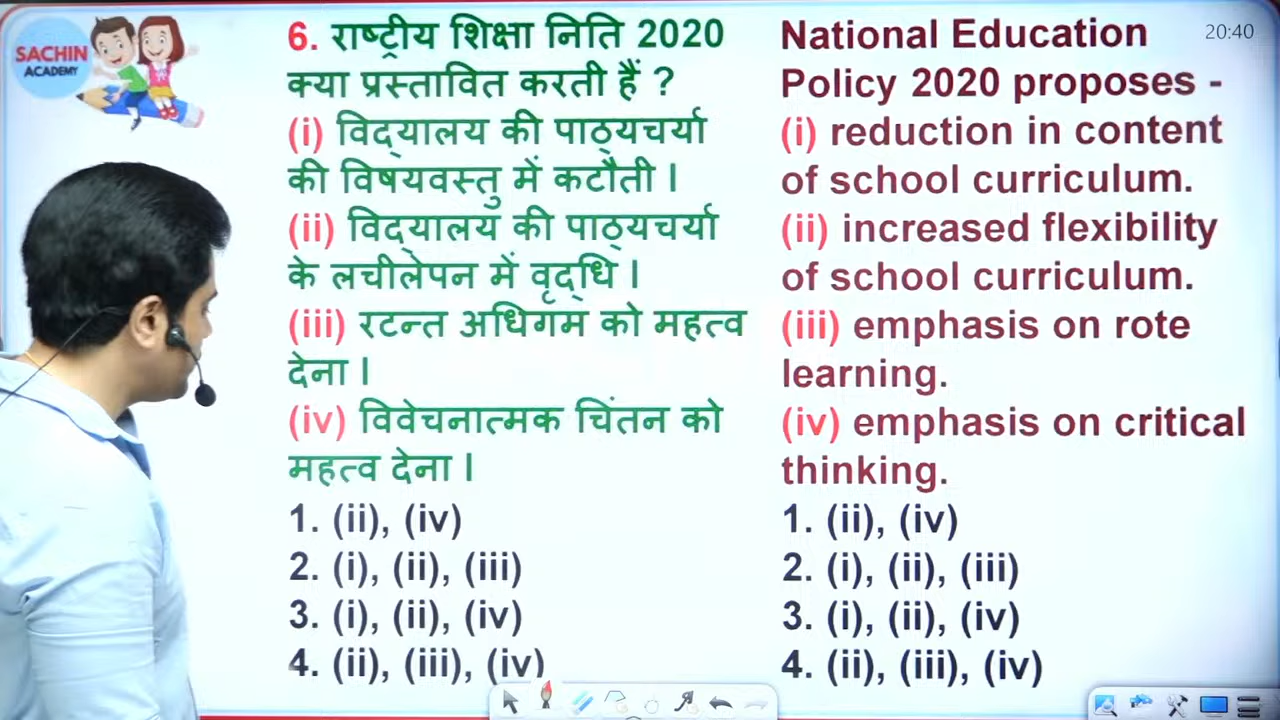 SACHIN
ACADEMY
6. राष्ट्रीय शिक्षा निति 2020
क्या प्रस्तावित करती हैं ?
(i) विद्यालय की पाठ्यचर्या
की विषयवस्तु में कटौती ।
(ii) विद्यालय की पाठ्यचर्या
के लचीलेपन में वृद्धि ।
(iii) रटन्त अधिगम को महत्व
देना ।
(iv) विवेचनात्मक चिंतन को
महत्व देना ।
1. (ii), (iv)
2. (i), (ii), (iii)
3. (i), (ii), (iv)
4. (ii), (iii), (iv)
National Education
Policy 2020 proposes -
(i) reduction in content
of school curriculum.
(ii) increased flexibility
of school curriculum.
(iii) emphasis on rote
learning.
(iv) emphasis on critical
thinking.
1. (ii), (iv)
2. (i), (ii), (iii)
3. (i), (ii), (iv)
4. (ii), (iii), (iv)
20:40